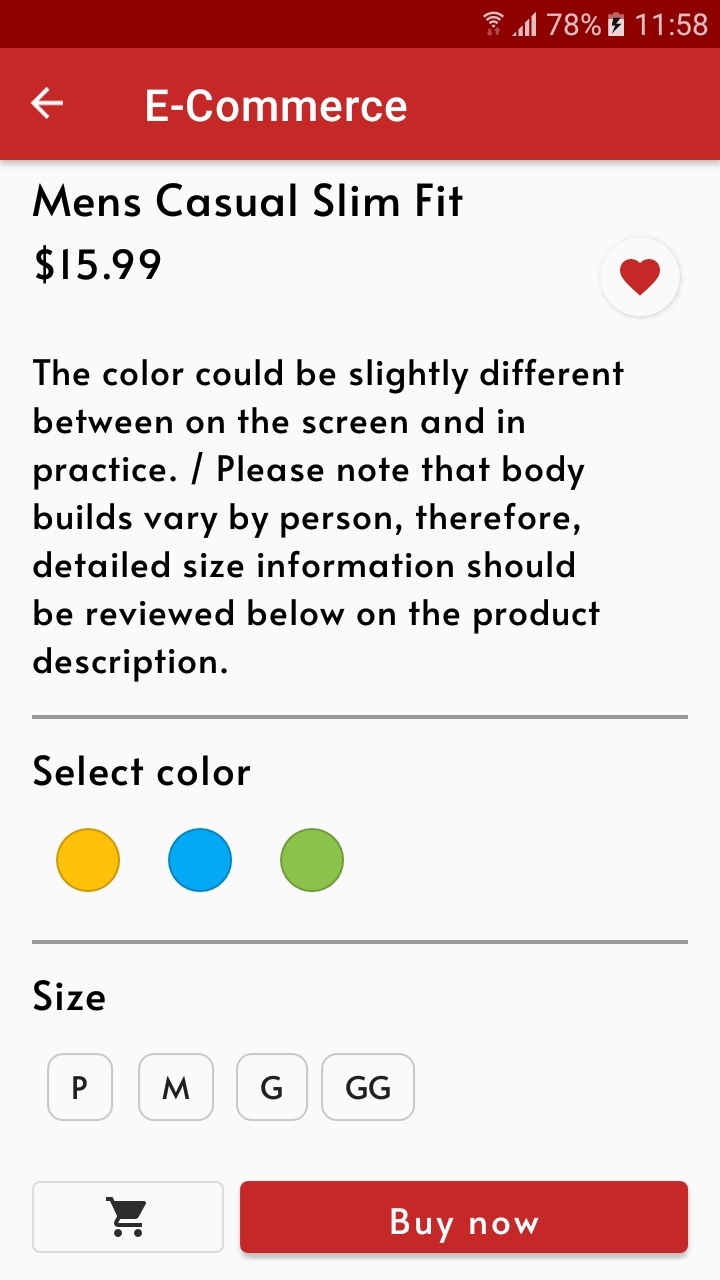 78% 11:58
E-Commerce
Mens Casual Slim Fit
$15.99
The color could be slightly different
between on the screen and in
practice. / Please note that body
builds vary by person, therefore,
detailed size information should
be reviewed below on the product
description.
Select color
Size
P M G GG
Buy now